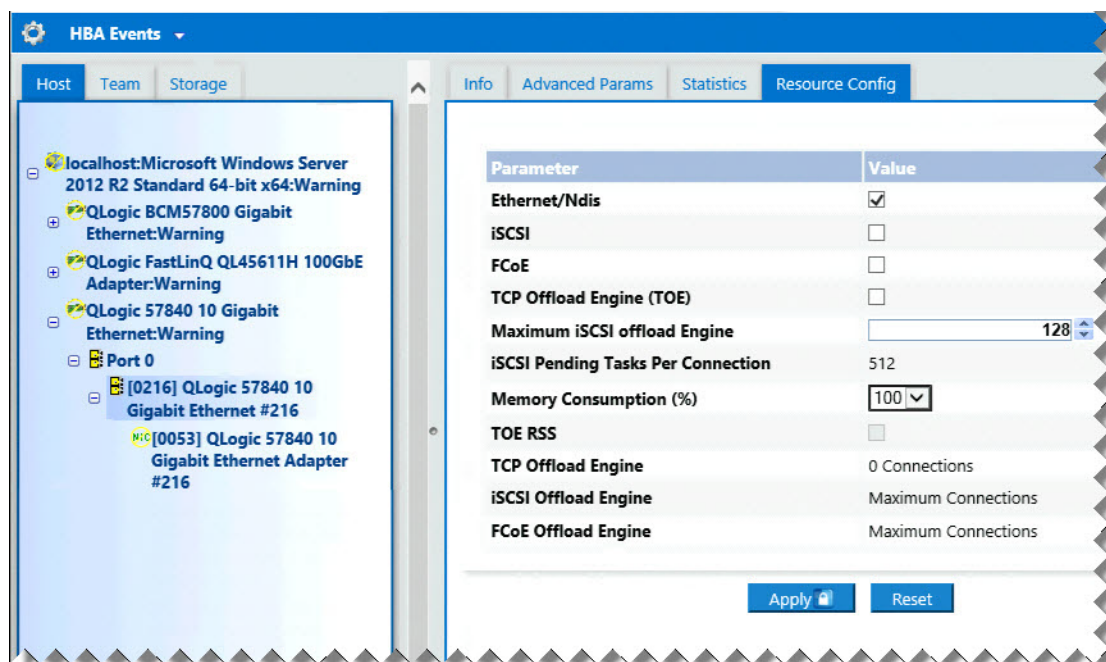 HBA Events
Host Team Storage
Info Advanced Params Statistics Resource Config
localhost:Microsoft Windows Server
2012 R2 Standard 64-bit x64:Warning
QLogic BCM57800 Gigabit
Ethernet:Warning
QLogic FastLinQ QL45611H 100GbE
Adapter:Warning
QLogic 57840 10 Gigabit
Ethernet:Warning
Port 0
[0216] QLogic 57840 10
Gigabit Ethernet #216
NIC [0053] QLogic 57840 10
Gigabit Ethernet Adapter
#216
Parameter Value
Ethernet/Ndis
iSCSI
FCoE
TCP Offload Engine (TOE)
Maximum iSCSI offload Engine 128
iSCSI Pending Tasks Per Connection 512
Memory Consumption (%) 100
TOE RSS
TCP Offload Engine 0 Connections
iSCSI Offload Engine Maximum Connections
FCoE Offload Engine Maximum Connections
Apply Reset